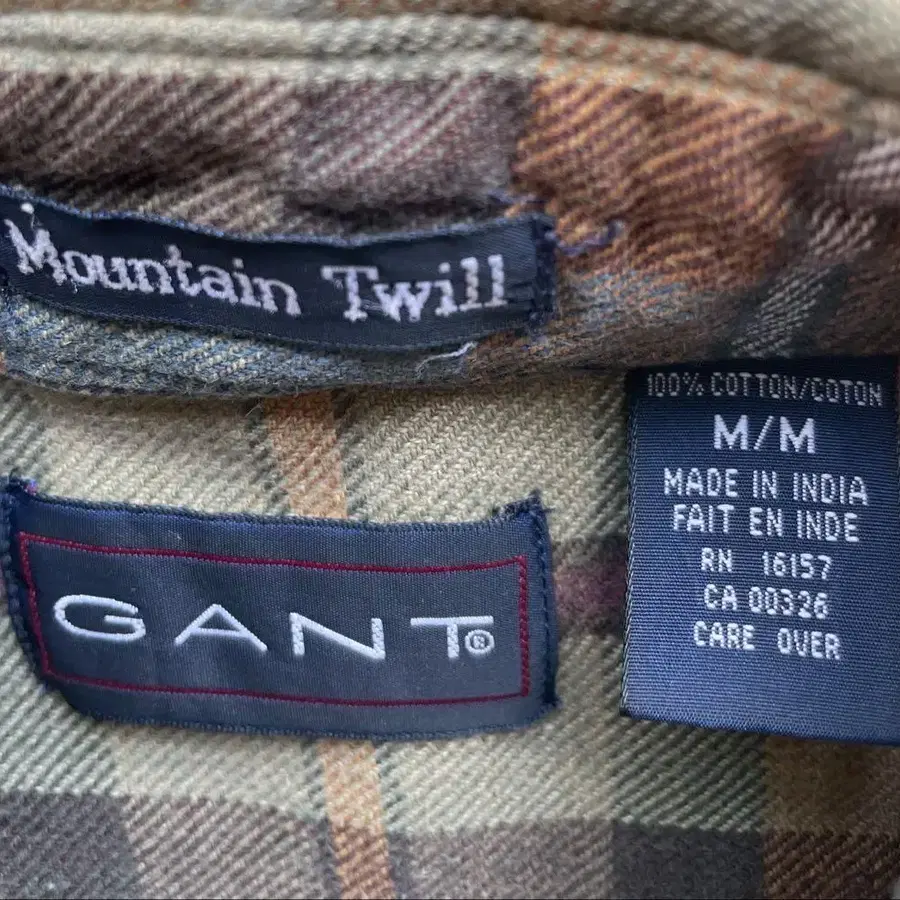 Mountain Twill
GANT®
100% COTTON/COTON
M/M
MADE IN INDIA
FAIT EN INDE
RN 16157
CA 00326
CARE OVER